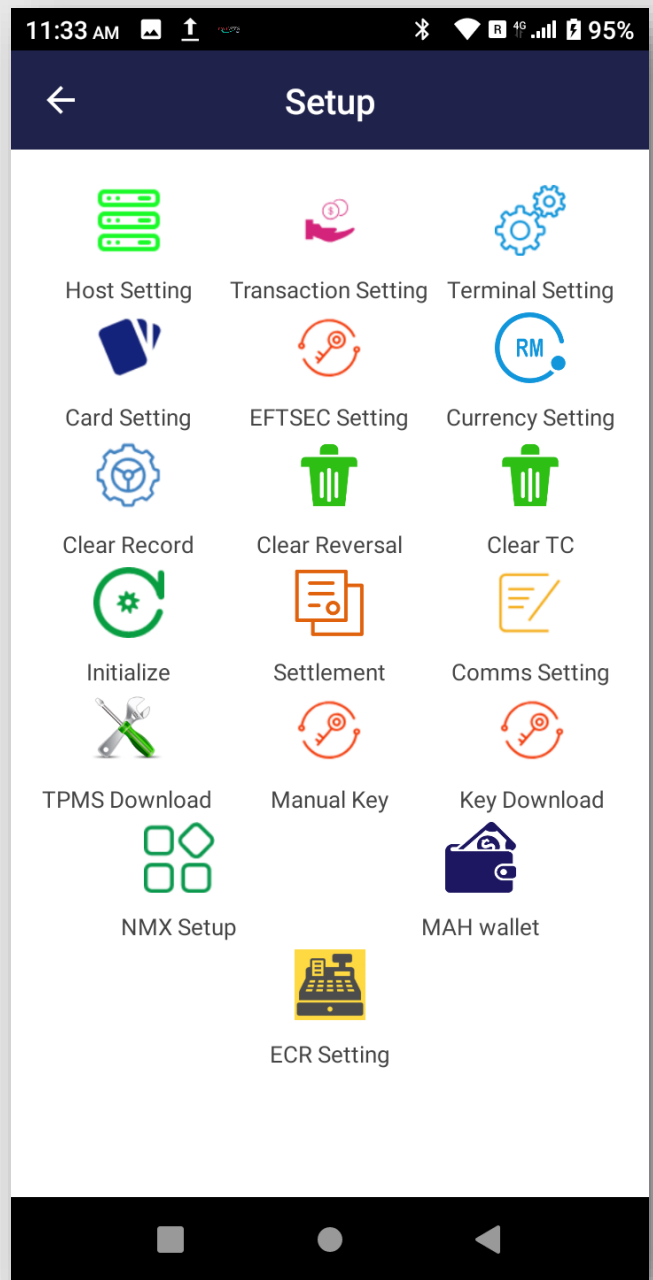 11:33 AM R 4G 95%
Setup
Host Setting Transaction Setting Terminal Setting
RM
Card Setting EFTSEC Setting Currency Setting
Clear Record Clear Reversal Clear TC
Initialize Settlement Comms Setting
TPMS Download Manual Key Key Download
NMX Setup MAH wallet
ECR Setting